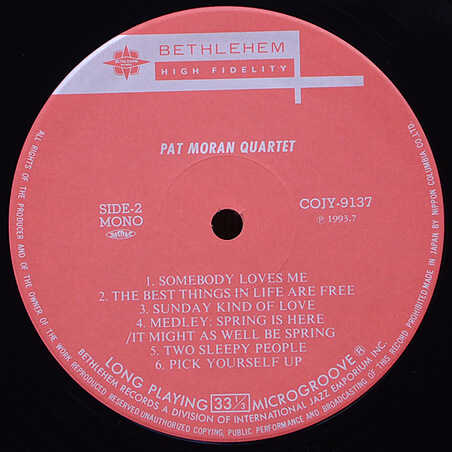 BETHLEHEM
HIGH FIDELITY
PAT MORAN QUARTET
SIDE-2
MONO
COJY-9137
Ⓟ 1993.7
1. SOMEBODY LOVES ME
2. THE BEST THINGS IN LIFE ARE FREE
3. SUNDAY KIND OF LOVE
4. MEDLEY: SPRING IS HERE
/IT MIGHT AS WELL BE SPRING
5. TWO SLEEPY PEOPLE
6. PICK YOURSELF UP
LONG PLAYING 33 1/3 MICROGROOVE ®
BETHLEHEM RECORDS A DIVISION OF INTERNATIONAL JAZZ EMPORIUM INC.
ALL RIGHTS OF THE PRODUCER AND OF THE OWNER OF THE WORK REPRODUCED RESERVED.UNAUTHORIZED COPYING, PUBLIC PERFORMANCE AND BROADCASTING OF THIS RECORD PROHIBITED.MADE IN JAPAN BY NIPPON COLUMBIA CO.LTD.